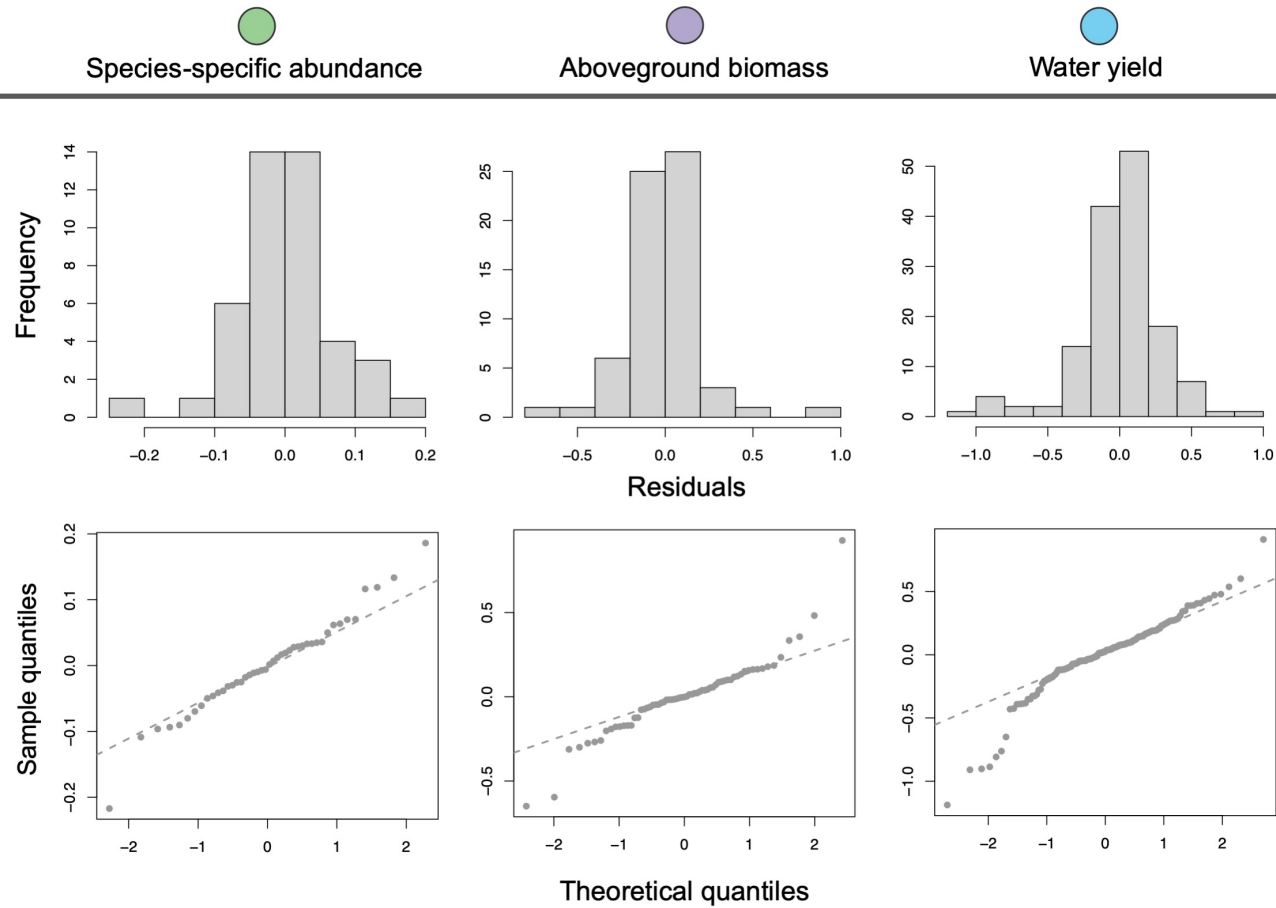 Species-specific abundance
Aboveground biomass
Water yield
Frequency
0 2 4 6 8 10 12 14
−0.2 −0.1 0.0 0.1 0.2
0 5 10 15 20 25
−0.5 0.0 0.5 1.0
0 10 20 30 40 50
−1.0 −0.5 0.0 0.5 1.0
Residuals
Sample quantiles
−0.2 −0.1 0.0 0.1 0.2
−2 −1 0 1 2
−0.5 0.0 0.5
−2 −1 0 1 2
−1.0 −0.5 0.0 0.5
−2 −1 0 1 2
Theoretical quantiles